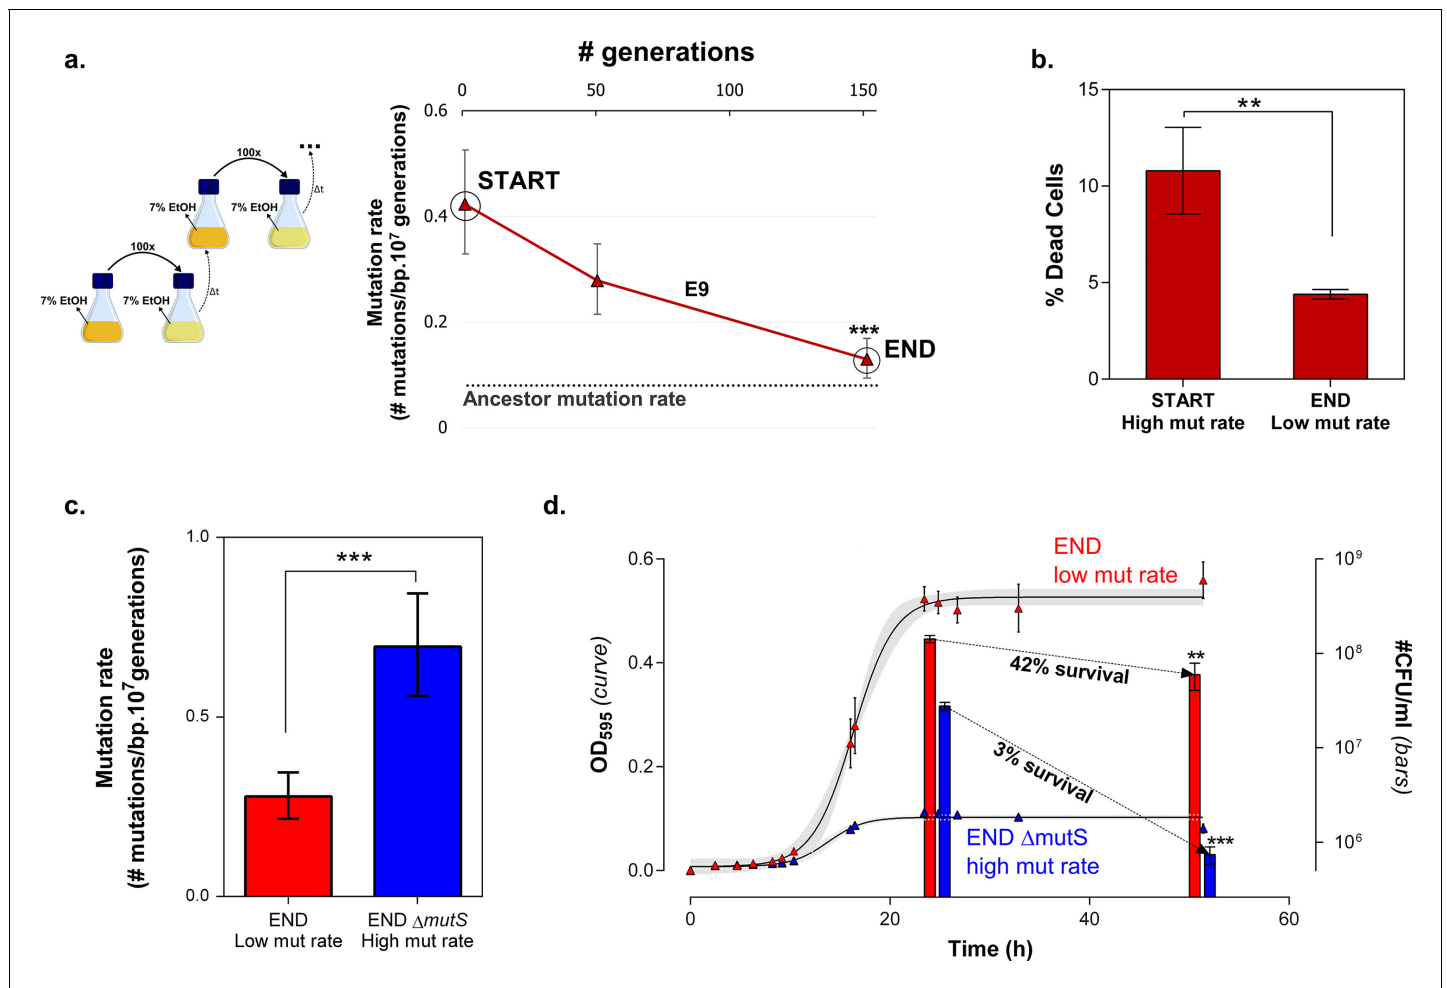 a.
100x
7% EtOH
7% EtOH
Δt
100x
7% EtOH
7% EtOH
Δt
...
# generations
0 50 100 150
0.6
0.4
0.2
0
Mutation rate
(# mutations/bp.10⁷ generations)
START
E9
***
END
Ancestor mutation rate
b.
15
10
5
0
% Dead Cells
**
START
High mut rate
END
Low mut rate
c.
1.0
0.5
0.0
Mutation rate
(# mutations/bp.10⁷generations)
***
END
Low mut rate
END ΔmutS
High mut rate
d.
0.6
0.4
0.2
0.0
OD595 (curve)
END
low mut rate
42% survival
**
3% survival
***
END ΔmutS
high mut rate
10⁹
10⁸
10⁷
10⁶
#CFU/ml (bars)
0 20 40 60
Time (h)